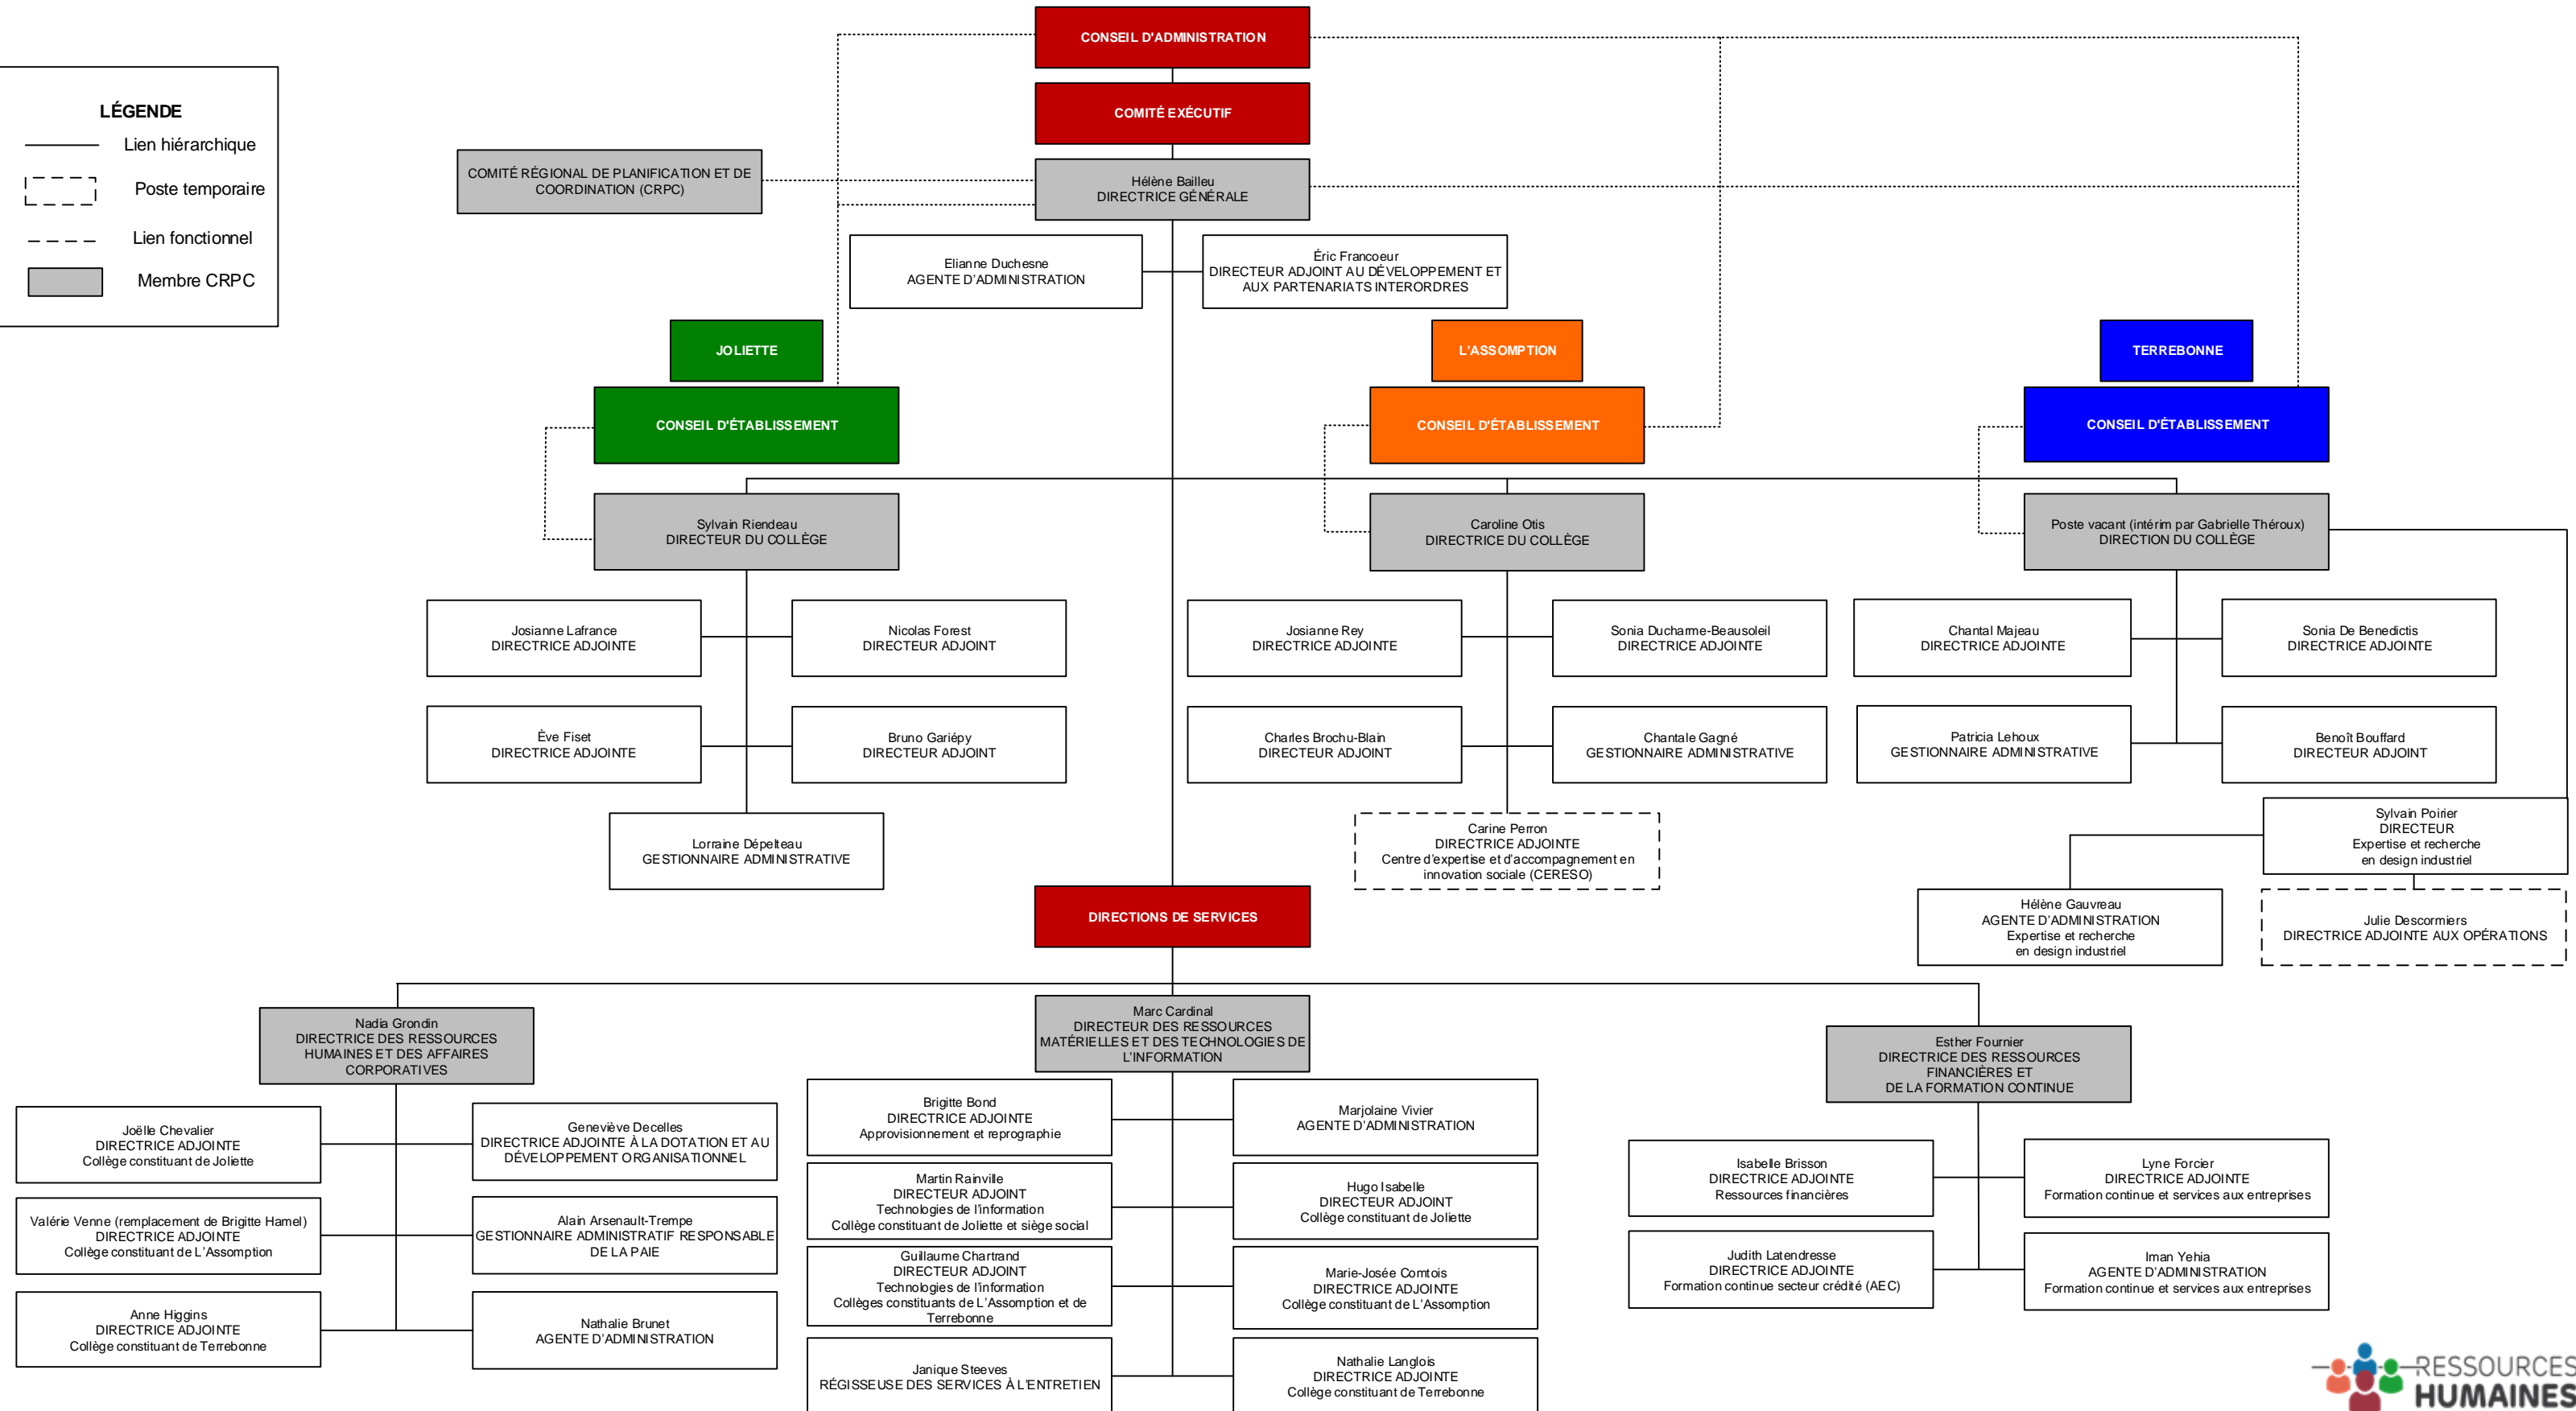 CONSEIL D'ADMINISTRATION
COMITÉ EXÉCUTIF
LÉGENDE
Lien hiérarchique
Poste temporaire
Lien fonctionnel
Membre CRPC
COMITÉ RÉGIONAL DE PLANIFICATION ET DE
COORDINATION (CRPC)
Hélène Bailleu
DIRECTRICE GÉNÉRALE
Elianne Duchesne
AGENTE D'ADMINISTRATION
Éric Francoeur
DIRECTEUR ADJOINT AU DÉVELOPPEMENT ET
AUX PARTENARIATS INTERORDRES
JOLIETTE
L'ASSOMPTION
TERREBONNE
CONSEIL D'ÉTABLISSEMENT
CONSEIL D'ÉTABLISSEMENT
CONSEIL D'ÉTABLISSEMENT
Sylvain Riendeau
DIRECTEUR DU COLLÈGE
Caroline Otis
DIRECTRICE DU COLLÈGE
Poste vacant (intérim par Gabrielle Théroux)
DIRECTION DU COLLÈGE
Josianne Lafrance
DIRECTRICE ADJOINTE
Nicolas Forest
DIRECTEUR ADJOINT
Josianne Rey
DIRECTRICE ADJOINTE
Sonia Ducharme-Beausoleil
DIRECTRICE ADJOINTE
Chantal Majeau
DIRECTRICE ADJOINTE
Sonia De Benedictis
DIRECTRICE ADJOINTE
Ève Fiset
DIRECTRICE ADJOINTE
Bruno Gariépy
DIRECTEUR ADJOINT
Charles Brochu-Blain
DIRECTEUR ADJOINT
Chantale Gagné
GESTIONNAIRE ADMINISTRATIVE
Patricia Lehoux
GESTIONNAIRE ADMINISTRATIVE
Benoît Bouffard
DIRECTEUR ADJOINT
Lorraine Dépelteau
GESTIONNAIRE ADMINISTRATIVE
Carine Perron
DIRECTRICE ADJOINTE
Centre d'expertise et d'accompagnement en
innovation sociale (CERESO)
Sylvain Poirier
DIRECTEUR
Expertise et recherche
en design industriel
Hélène Gauvreau
AGENTE D'ADMINISTRATION
Expertise et recherche
en design industriel
Julie Descormiers
DIRECTRICE ADJOINTE AUX OPÉRATIONS
DIRECTIONS DE SERVICES
Nadia Grondin
DIRECTRICE DES RESSOURCES
HUMAINES ET DES AFFAIRES
CORPORATIVES
Marc Cardinal
DIRECTEUR DES RESSOURCES
MATÉRIELLES ET DES TECHNOLOGIES DE
L'INFORMATION
Esther Fournier
DIRECTRICE DES RESSOURCES
FINANCIÈRES ET
DE LA FORMATION CONTINUE
Joëlle Chevalier
DIRECTRICE ADJOINTE
Collège constituant de Joliette
Geneviève Decelles
DIRECTRICE ADJOINTE À LA DOTATION ET AU
DÉVELOPPEMENT ORGANISATIONNEL
Valérie Venne (remplacement de Brigitte Hamel)
DIRECTRICE ADJOINTE
Collège constituant de L'Assomption
Alain Arsenault-Trempe
GESTIONNAIRE ADMINISTRATIF RESPONSABLE
DE LA PAIE
Anne Higgins
DIRECTRICE ADJOINTE
Collège constituant de Terrebonne
Nathalie Brunet
AGENTE D'ADMINISTRATION
Brigitte Bond
DIRECTRICE ADJOINTE
Approvisionnement et reprographie
Marjolaine Vivier
AGENTE D'ADMINISTRATION
Martin Rainville
DIRECTEUR ADJOINT
Technologies de l'information
Collège constituant de Joliette et siège social
Hugo Isabelle
DIRECTEUR ADJOINT
Collège constituant de Joliette
Guillaume Chartrand
DIRECTEUR ADJOINT
Technologies de l'information
Collèges constituants de L'Assomption et de
Terrebonne
Marie-Josée Comtois
DIRECTRICE ADJOINTE
Collège constituant de L'Assomption
Janique Steeves
RÉGISSEUSE DES SERVICES À L'ENTRETIEN
Nathalie Langlois
DIRECTRICE ADJOINTE
Collège constituant de Terrebonne
Isabelle Brisson
DIRECTRICE ADJOINTE
Ressources financières
Lyne Forcier
DIRECTRICE ADJOINTE
Formation continue et services aux entreprises
Judith Latendresse
DIRECTRICE ADJOINTE
Formation continue secteur crédité (AEC)
Iman Yehia
AGENTE D'ADMINISTRATION
Formation continue et services aux entreprises
RESSOURCES
HUMAINES